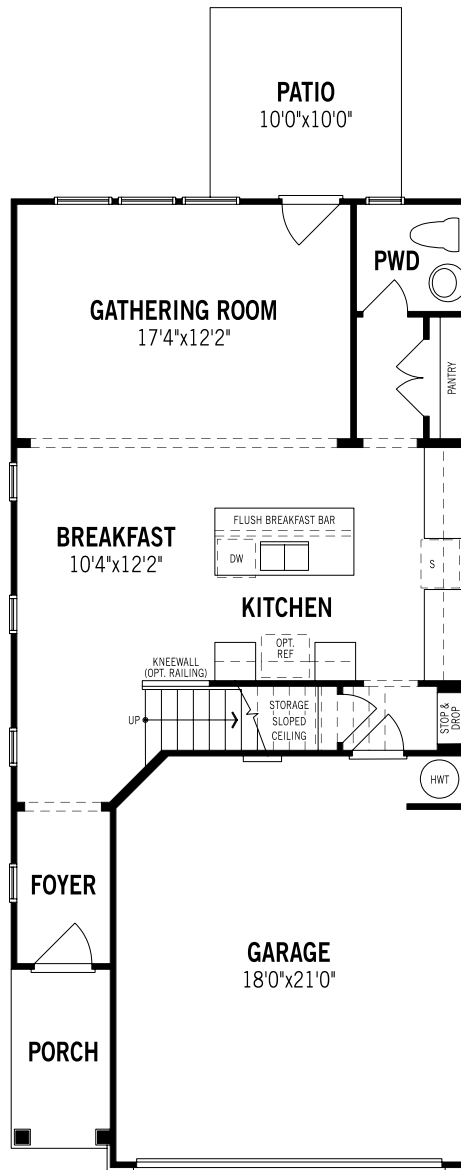 PATIO
10'0"x10'0"
PWD
GATHERING ROOM
17'4"x12'2"
PANTRY
FLUSH BREAKFAST BAR
BREAKFAST
10'4"x12'2"
DW
S
KITCHEN
OPT.
REF
KNEEWALL
(OPT. RAILING)
UP
STORAGE
SLOPED
CEILING
STOP &
DROP
HWT
FOYER
GARAGE
18'0"x21'0"
PORCH